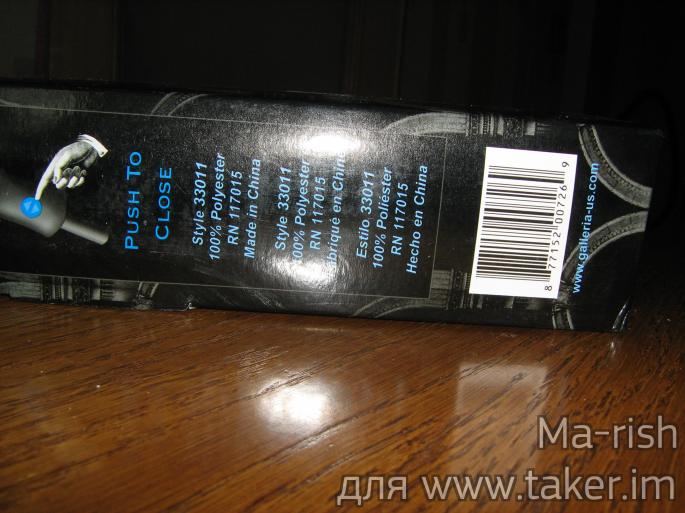 PUSH TO
CLOSE
Style 33011
100% Polyester
RN 117015
Made in China
Style 33011
100% Polyester
RN 117015
Fabriqué en China
Estilo 33011
100% Poliéster
RN 117015
Hecho en China
8 77152 00726 9
www.galleria-us.com
Ma-rish
для www.taker.im